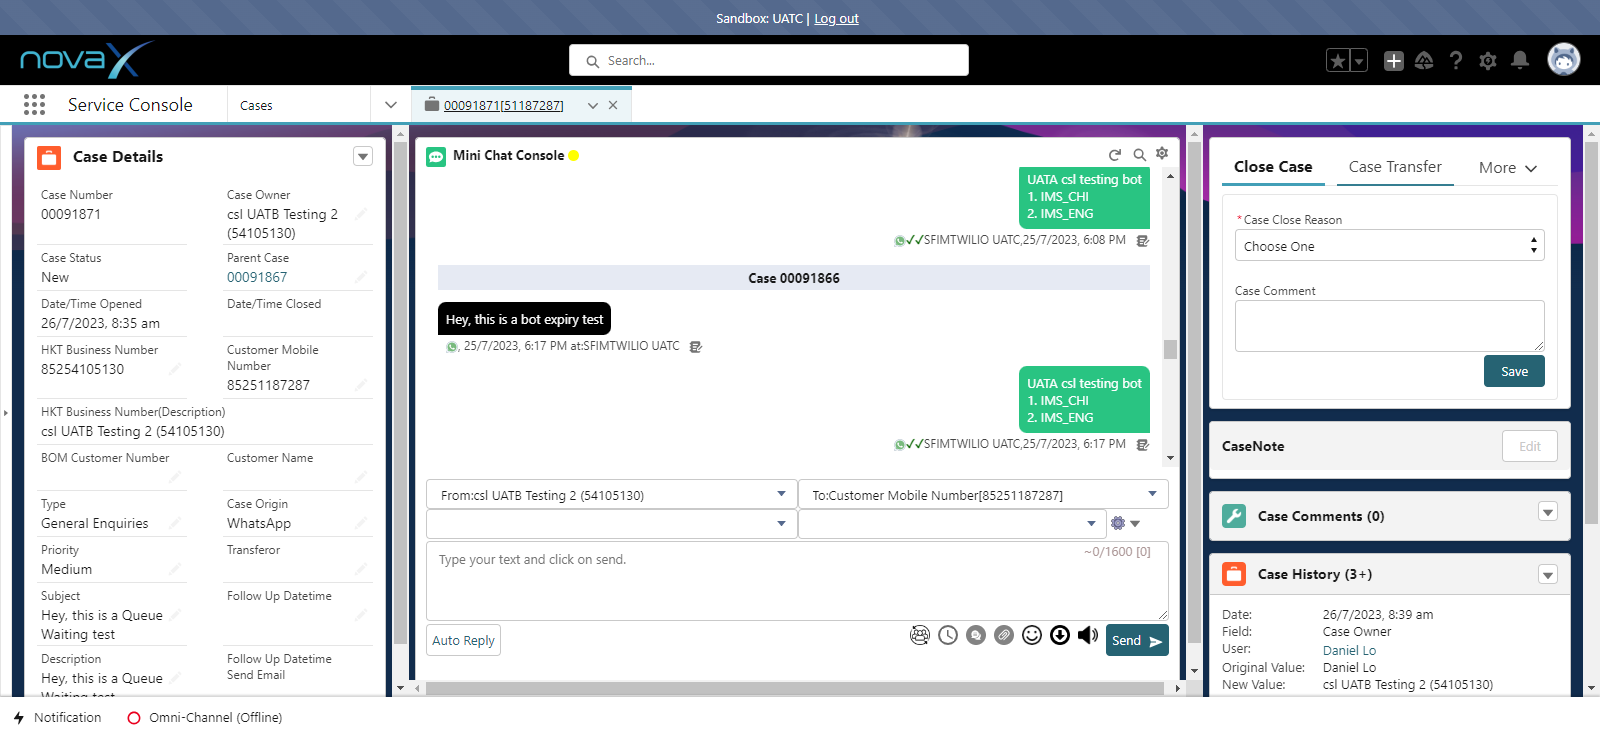 Sandbox: UATC | Log out
novaX
Search...
Service Console
Cases
00091871[51187287]
Case Details
Case Number
00091871
Case Owner
csl UATB Testing 2
(54105130)
Case Status
New
Parent Case
00091867
Date/Time Opened
26/7/2023, 8:35 am
Date/Time Closed
HKT Business Number
85254105130
Customer Mobile
Number
85251187287
HKT Business Number(Description)
csl UATB Testing 2 (54105130)
BOM Customer Number
Customer Name
Type
General Enquiries
Case Origin
WhatsApp
Priority
Medium
Transferor
Subject
Hey, this is a Queue
Waiting test
Follow Up Datetime
Description
Hey, this is a Queue
Waiting test
Follow Up Datetime
Send Email
Mini Chat Console
UATA csl testing bot
1. IMS_CHI
2. IMS_ENG
SFIMTWILIO UATC,25/7/2023, 6:08 PM
Case 00091866
Hey, this is a bot expiry test
, 25/7/2023, 6:17 PM at:SFIMTWILIO UATC
UATA csl testing bot
1. IMS_CHI
2. IMS_ENG
SFIMTWILIO UATC,25/7/2023, 6:17 PM
From:csl UATB Testing 2 (54105130)
To:Customer Mobile Number[85251187287]
Type your text and click on send.
~0/1600 [0]
Auto Reply
Send
Close Case
Case Transfer
More
*Case Close Reason
Choose One
Case Comment
Save
CaseNote
Edit
Case Comments (0)
Case History (3+)
Date: 26/7/2023, 8:39 am
Field: Case Owner
User: Daniel Lo
Original Value: Daniel Lo
New Value: csl UATB Testing 2 (54105130)
Notification
Omni-Channel (Offline)